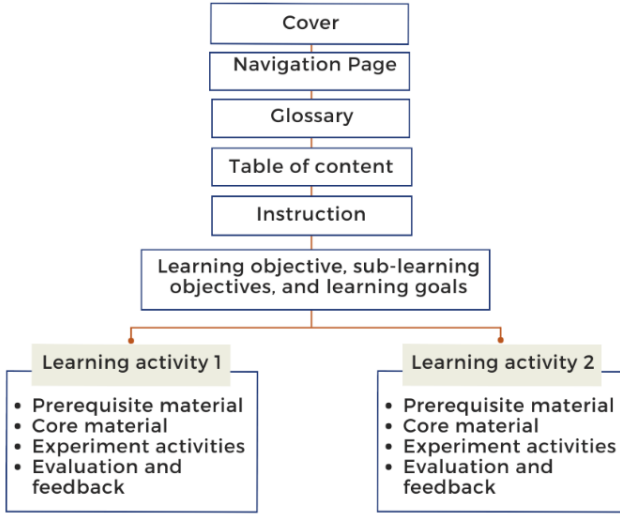 Cover
Navigation Page
Glossary
Table of content
Instruction
Learning objective, sub-learning
objectives, and learning goals
Learning activity 1
• Prerequisite material
• Core material
• Experiment activities
• Evaluation and
feedback
Learning activity 2
• Prerequisite material
• Core material
• Experiment activities
• Evaluation and
feedback